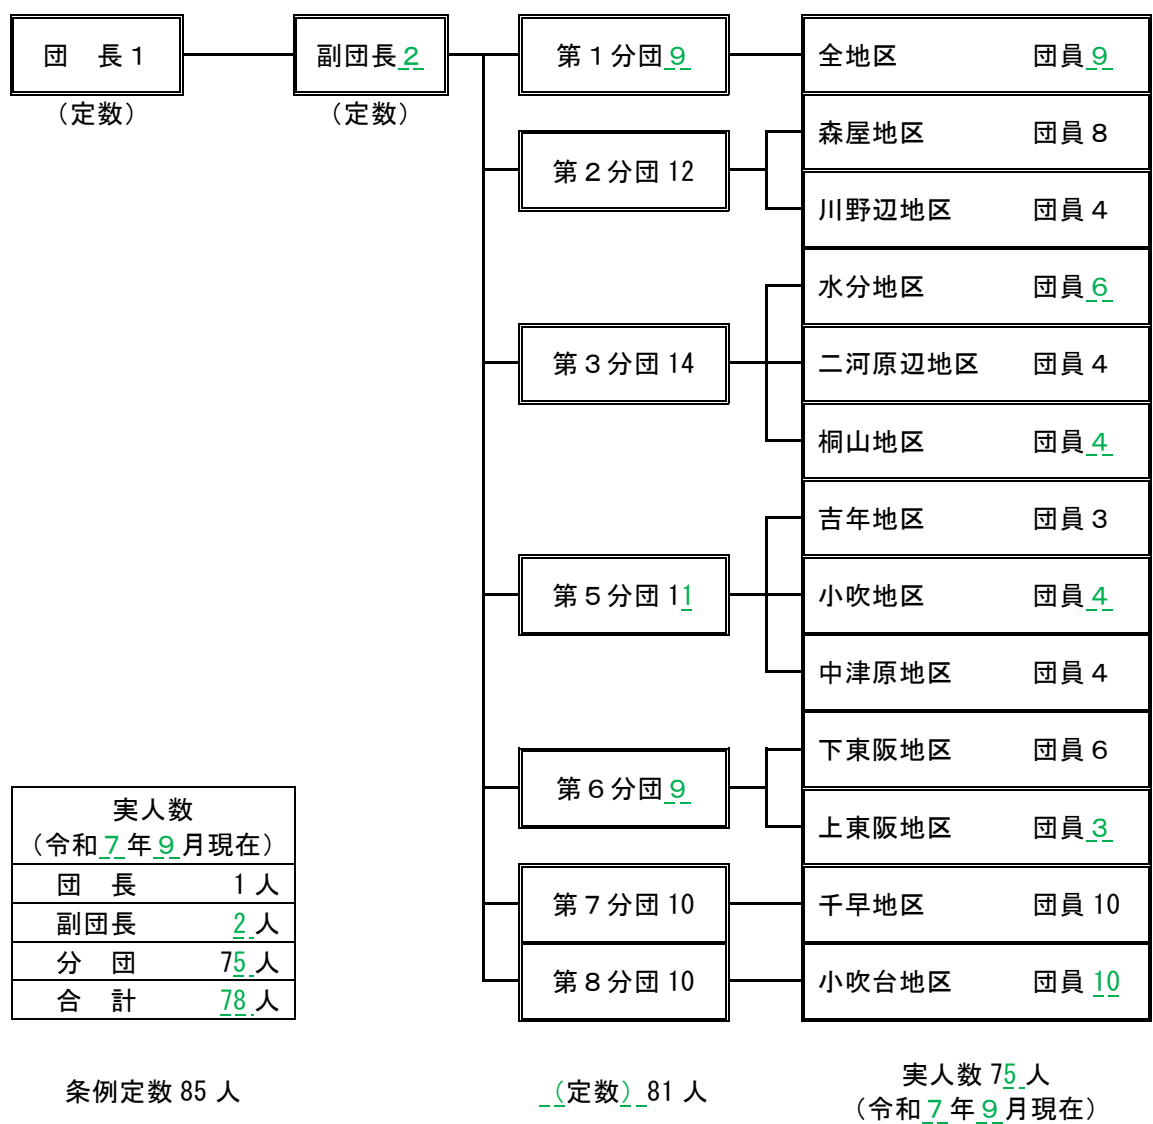 団　長１
（定数）
副団長２
（定数）
第１分団９
全地区　団員９
第２分団 12
森屋地区　団員８
川野辺地区　団員４
第３分団 14
水分地区　団員６
二河原辺地区　団員４
桐山地区　団員４
第５分団 11
吉年地区　団員３
小吹地区　団員４
中津原地区　団員４
第６分団９
下東阪地区　団員６
上東阪地区　団員３
第７分団 10
千早地区　団員 10
第８分団 10
小吹台地区　団員 10
実人数
（令和７年９月現在）
団　長　1 人
副団長　2 人
分　団　75 人
合　計　78 人
条例定数 85 人
（定数）81 人
実人数 75 人
（令和７年９月現在）